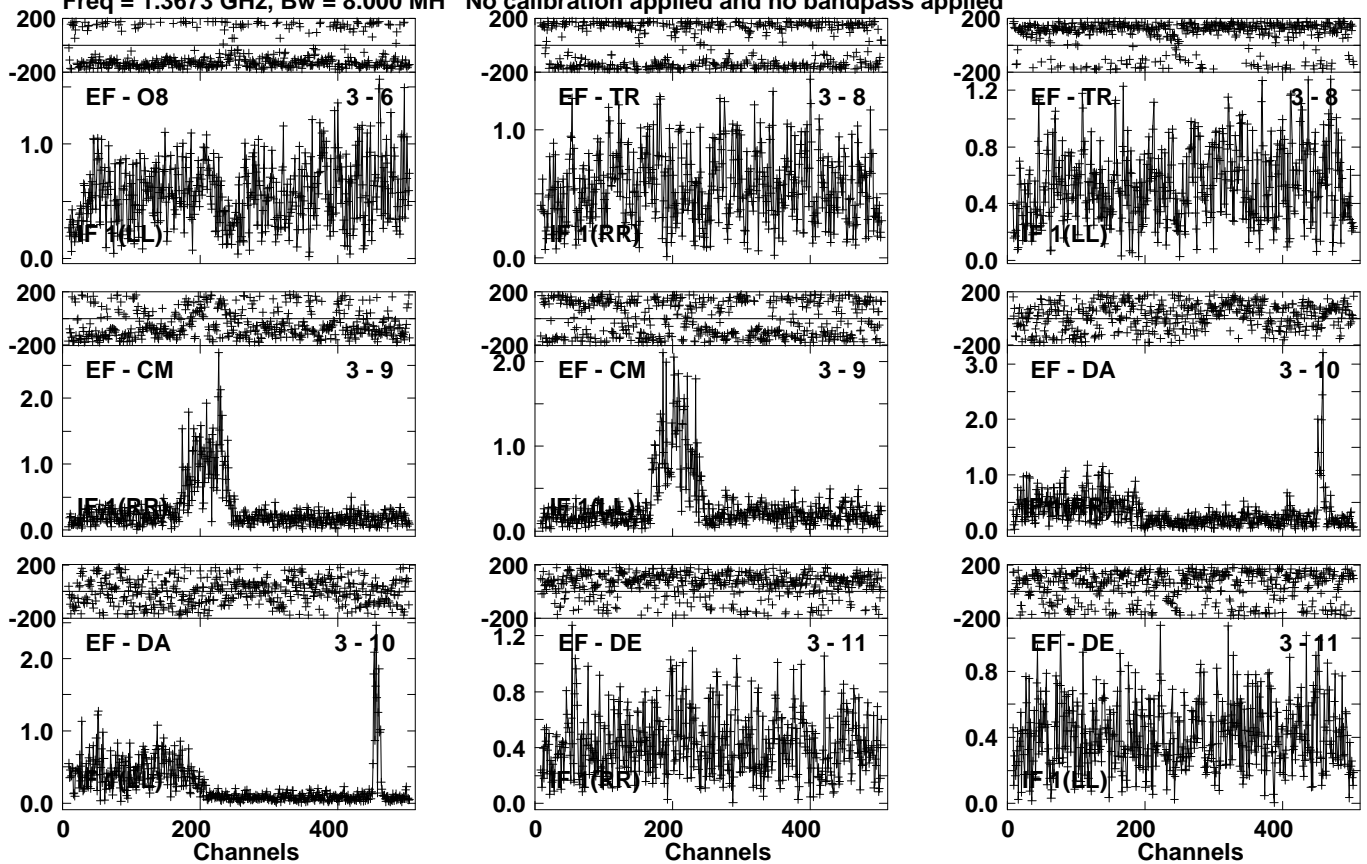 Freq = 1.3673 GHz, Bw = 8.000 MH No calibration applied and no bandpass applied
200 200 200
-200 -200 -200
EF - O8 3 - 6 EF - TR 3 - 8 EF - TR 3 - 8
1.2
1.0 1.0 0.8
0.4
IF 1(LL) IF 1(RR) IF 1(LL)
0.0 0.0 0.0
200 200 200
-200 -200 -200
EF - CM 3 - 9 EF - CM 3 - 9 EF - DA 3 - 10
2.0 2.0 3.0
2.0
1.0 1.0 1.0
IF 1(RR) IF 1(LL) IF 1(RR)
0.0 0.0 0.0
200 200 200
-200 -200 -200
EF - DA 3 - 10 EF - DE 3 - 11 EF - DE 3 - 11
2.0 1.2
0.8 0.8
1.0
0.4 0.4
IF 1(LL) IF 1(RR) IF 1(LL)
0.0 0.0 0.0
0 200 400 0 200 400 0 200 400
Channels Channels Channels